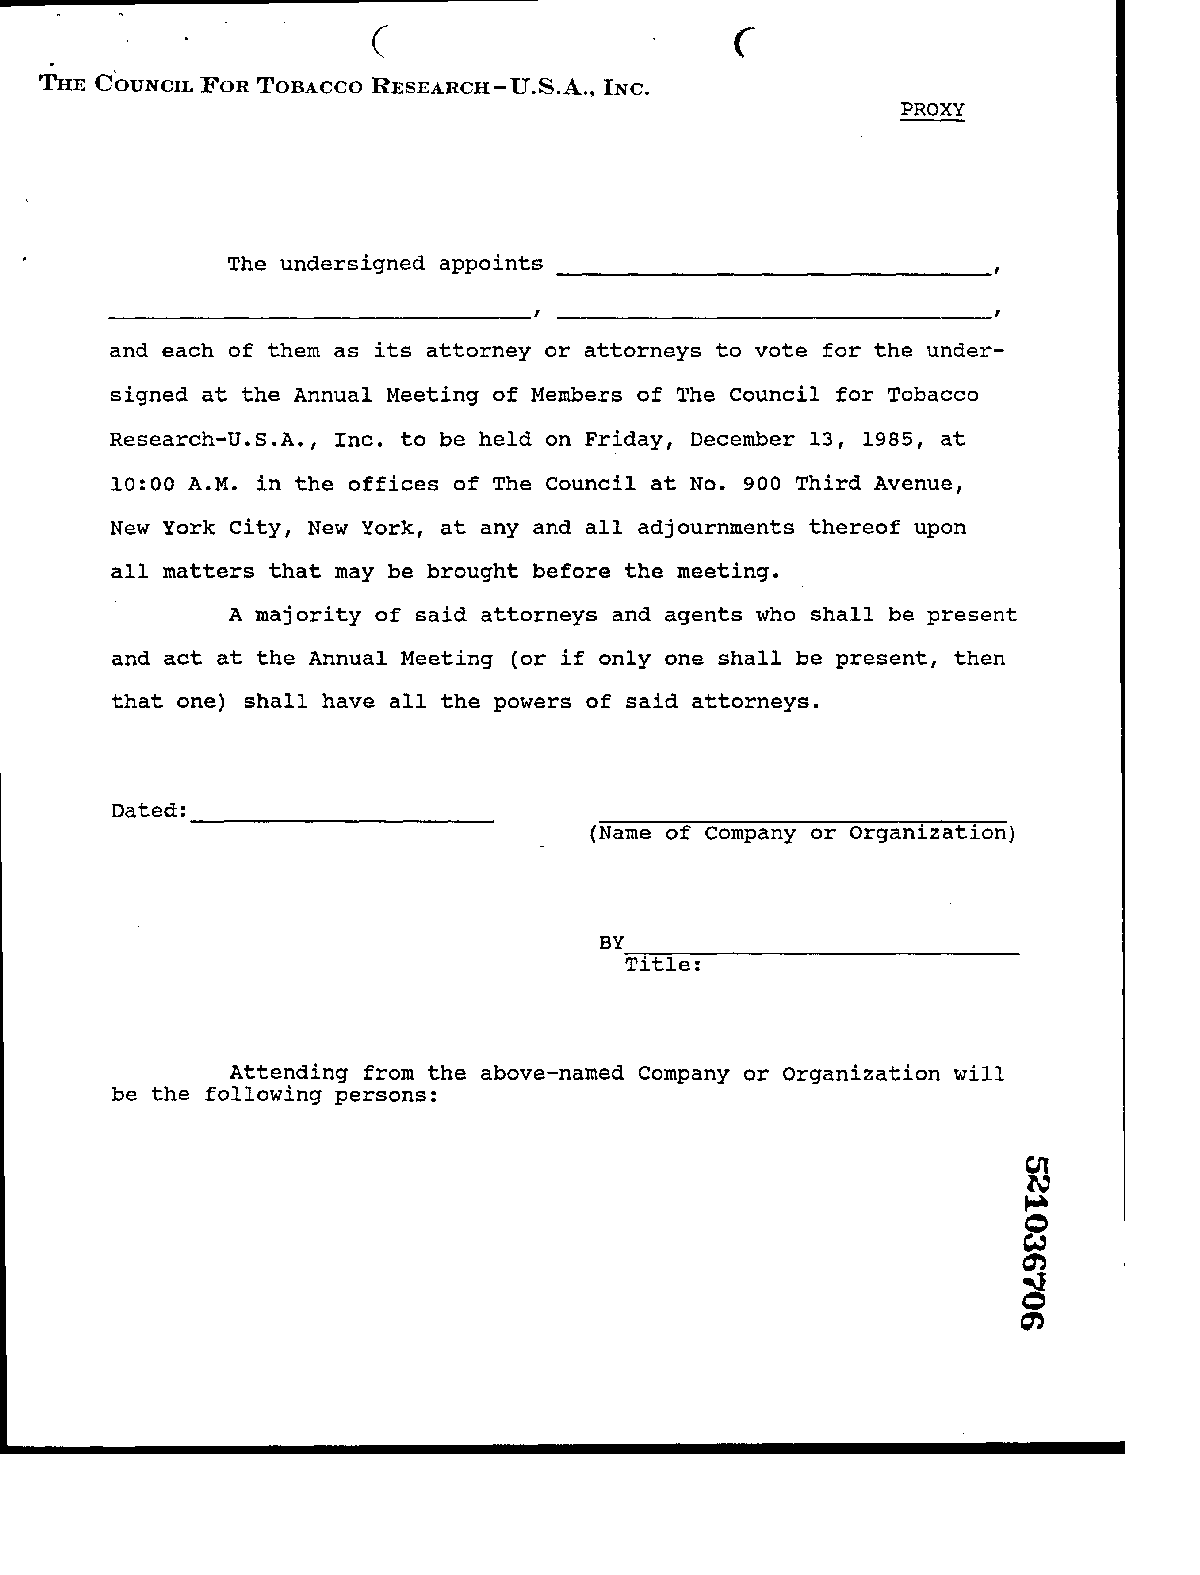 THE COUNCIL FOR TOBACCO RESEARCH-U.S.A., INC.
PROXY
The undersigned appoints ,
, ,
and each of them as its attorney or attorneys to vote for the under-
signed at the Annual Meeting of Members of The Council for Tobacco
Research-U.S.A., Inc. to be held on Friday, December 13, 1985, at
10:00 A.M. in the offices of The Council at No. 900 Third Avenue,
New York City, New York, at any and all adjournments thereof upon
all matters that may be brought before the meeting.
A majority of said attorneys and agents who shall be present
and act at the Annual Meeting (or if only one shall be present, then
that one) shall have all the powers of said attorneys.
Dated:
(Name of Company or Organization)
BY
Title:
Attending from the above-named Company or Organization will
be the following persons:
521036706